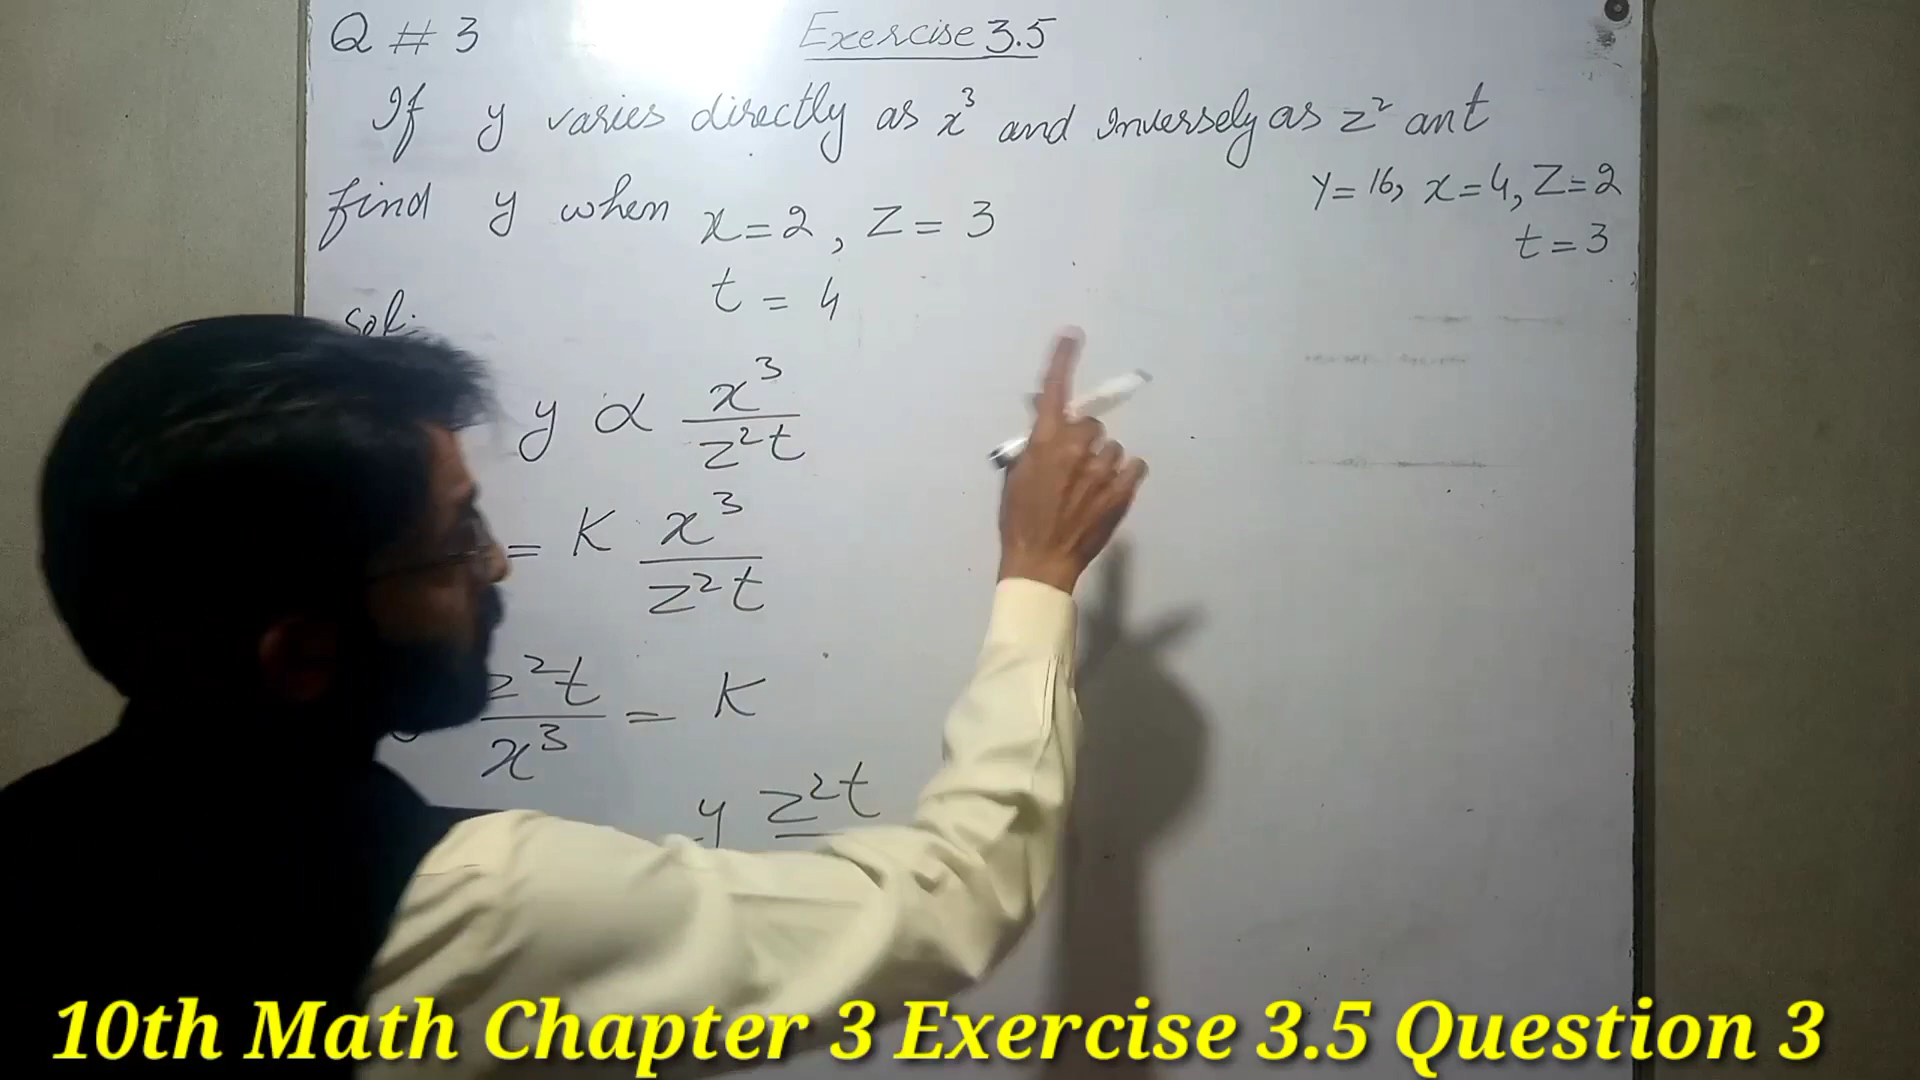 Q # 3 Exercise 3.5
If y varies directly as x³ and inversely as z² ant
y = 16, x = 4, Z = 2
t = 3
find y when x = 2, Z = 3
t = 4
sol:
y ∝ x³/z²t
= K x³/z²t
z²t/x³ = K
y z²t
10th Math Chapter 3 Exercise 3.5 Question 3